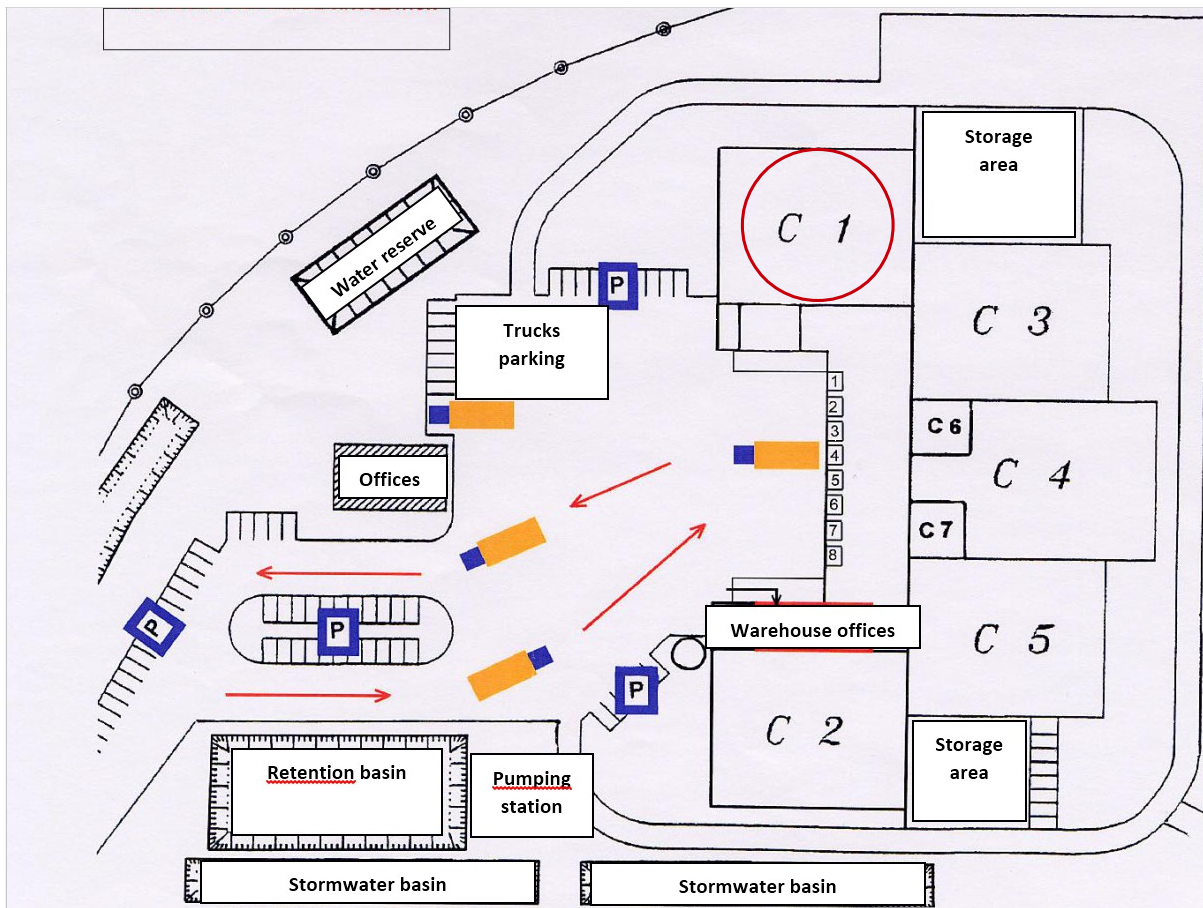 Storage
area
C 1
Water reserve
P
Trucks
parking
C 3
1
2
3
4
5
6
7
8
C 6
C 4
C 7
Offices
P
P
Warehouse offices
C 5
P
C 2
Retention basin
Pumping
station
Storage
area
Stormwater basin
Stormwater basin